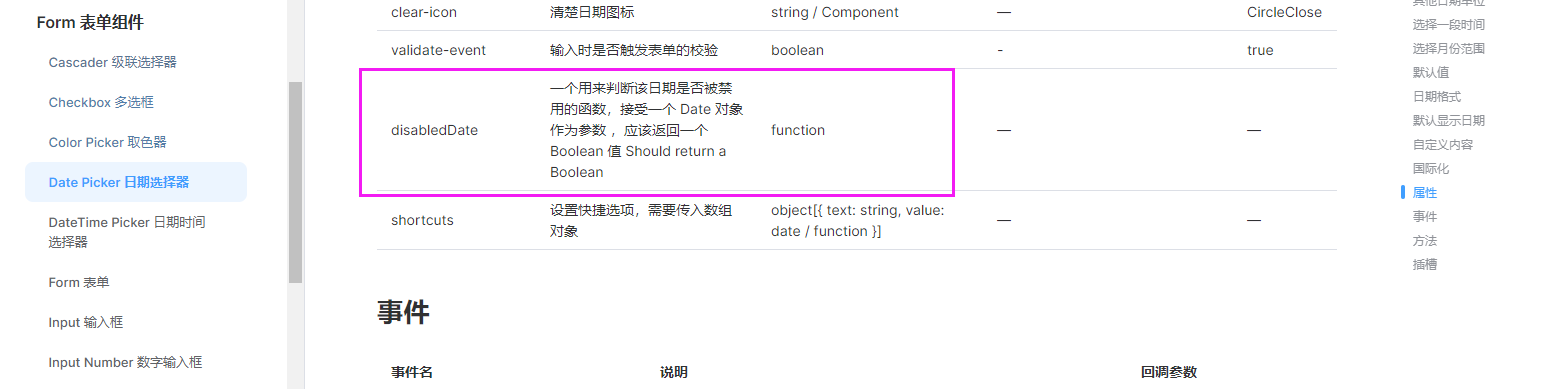 Form 表单组件
Cascader 级联选择器
Checkbox 多选框
Color Picker 取色器
Date Picker 日期选择器
DateTime Picker 日期时间
选择器
Form 表单
Input 输入框
Input Number 数字输入框
clear-icon 清楚日期图标 string / Component — CircleClose
validate-event 输入时是否触发表单的校验 boolean - true
一个用来判断该日期是否被禁
用的函数，接受一个 Date 对象
disabledDate 作为参数 ，应该返回一个 function — —
Boolean 值 Should return a
Boolean
shortcuts 设置快捷选项，需要传入数组 object[{ text: string, value: — —
对象 date / function }]
事件
事件名 说明 回调参数
其他日期单位
选择一段时间
选择月份范围
默认值
日期格式
默认显示日期
自定义内容
国际化
属性
事件
方法
插槽